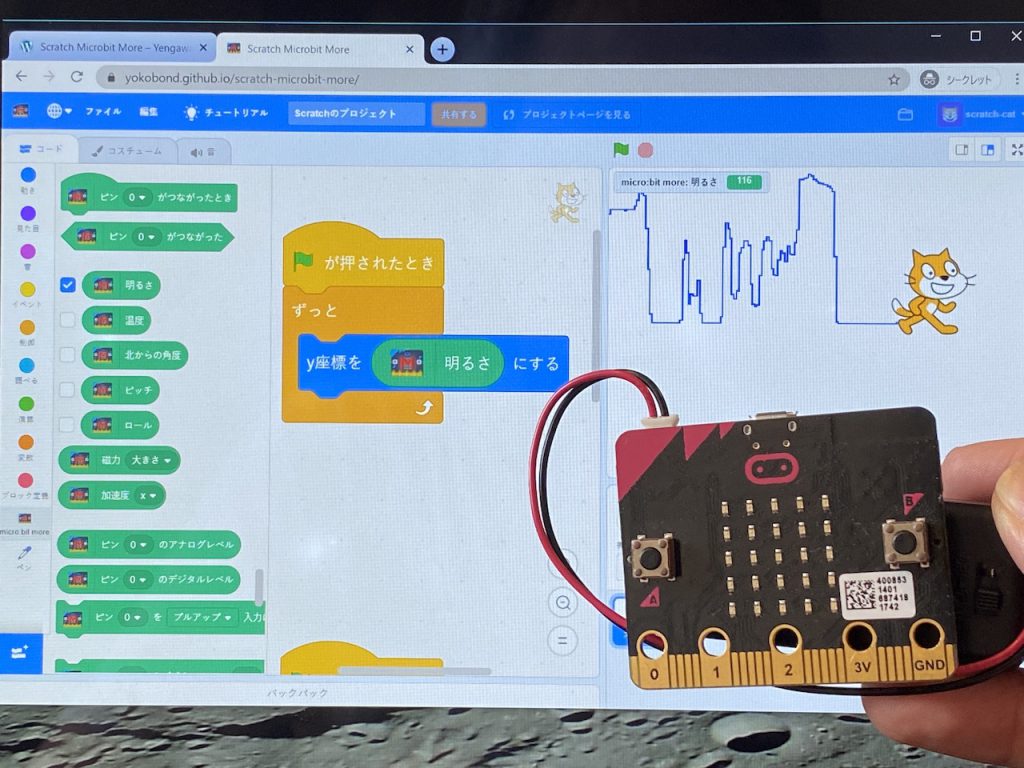 Scratch Microbit More – Yengaw
Scratch Microbit More
yokobond.github.io/scratch-microbit-more/
シークレット
ファイル
編集
チュートリアル
Scratchのプロジェクト
共有する
プロジェクトページを見る
scratch-cat
コード
コスチューム
音
動き
見た目
音
イベント
制御
調べる
演算
変数
ブロック定義
micro:bit more
ペン
ピン 0 がつながったとき
ピン 0 がつながった
明るさ
温度
北からの角度
ピッチ
ロール
磁力 大きさ
加速度 x
ピン 0 のアナログレベル
ピン 0 のデジタルレベル
ピン 0 を プルアップ 入力
が押されたとき
ずっと
y座標を 明るさ にする
バックパック
micro:bit more: 明るさ 116
A
B
400853
1401
687418
1742
0 1 2 3V GND